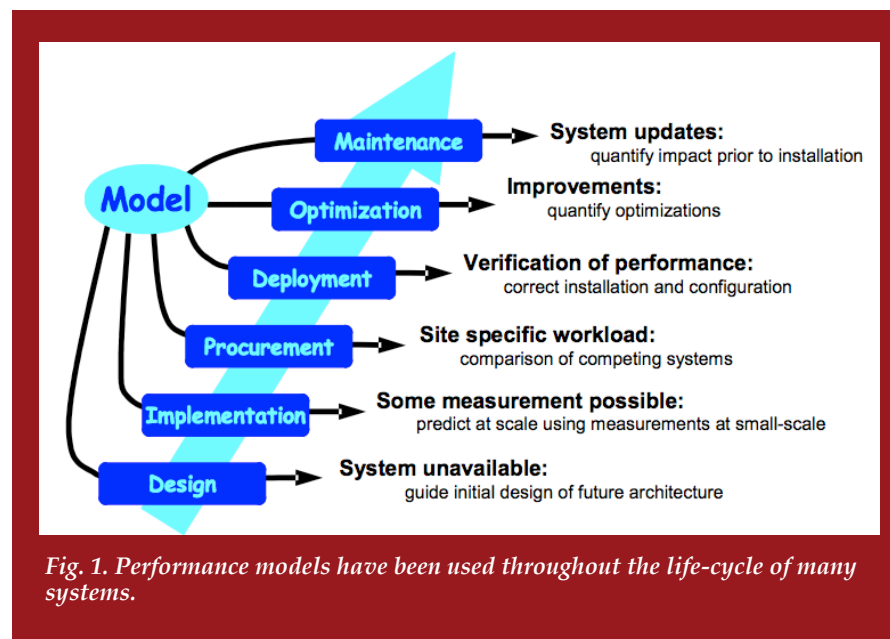 Model
Maintenance
System updates:
quantify impact prior to installation
Optimization
Improvements:
quantify optimizations
Deployment
Verification of performance:
correct installation and configuration
Procurement
Site specific workload:
comparison of competing systems
Implementation
Some measurement possible:
predict at scale using measurements at small-scale
Design
System unavailable:
guide initial design of future architecture
Fig. 1. Performance models have been used throughout the life-cycle of many
systems.